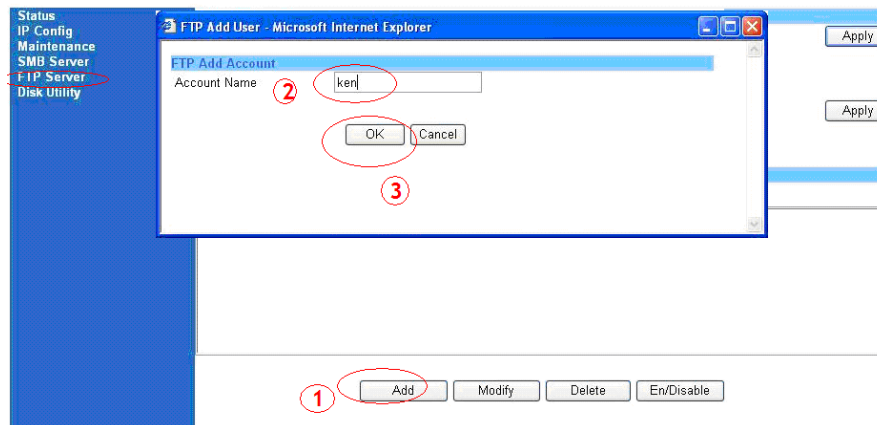 Status
IP Config
Maintenance
SMB Server
FTP Server
Disk Utility
FTP Add User - Microsoft Internet Explorer
FTP Add Account
Account Name
2
ken
OK
Cancel
3
Apply
Apply
1
Add
Modify
Delete
En/Disable